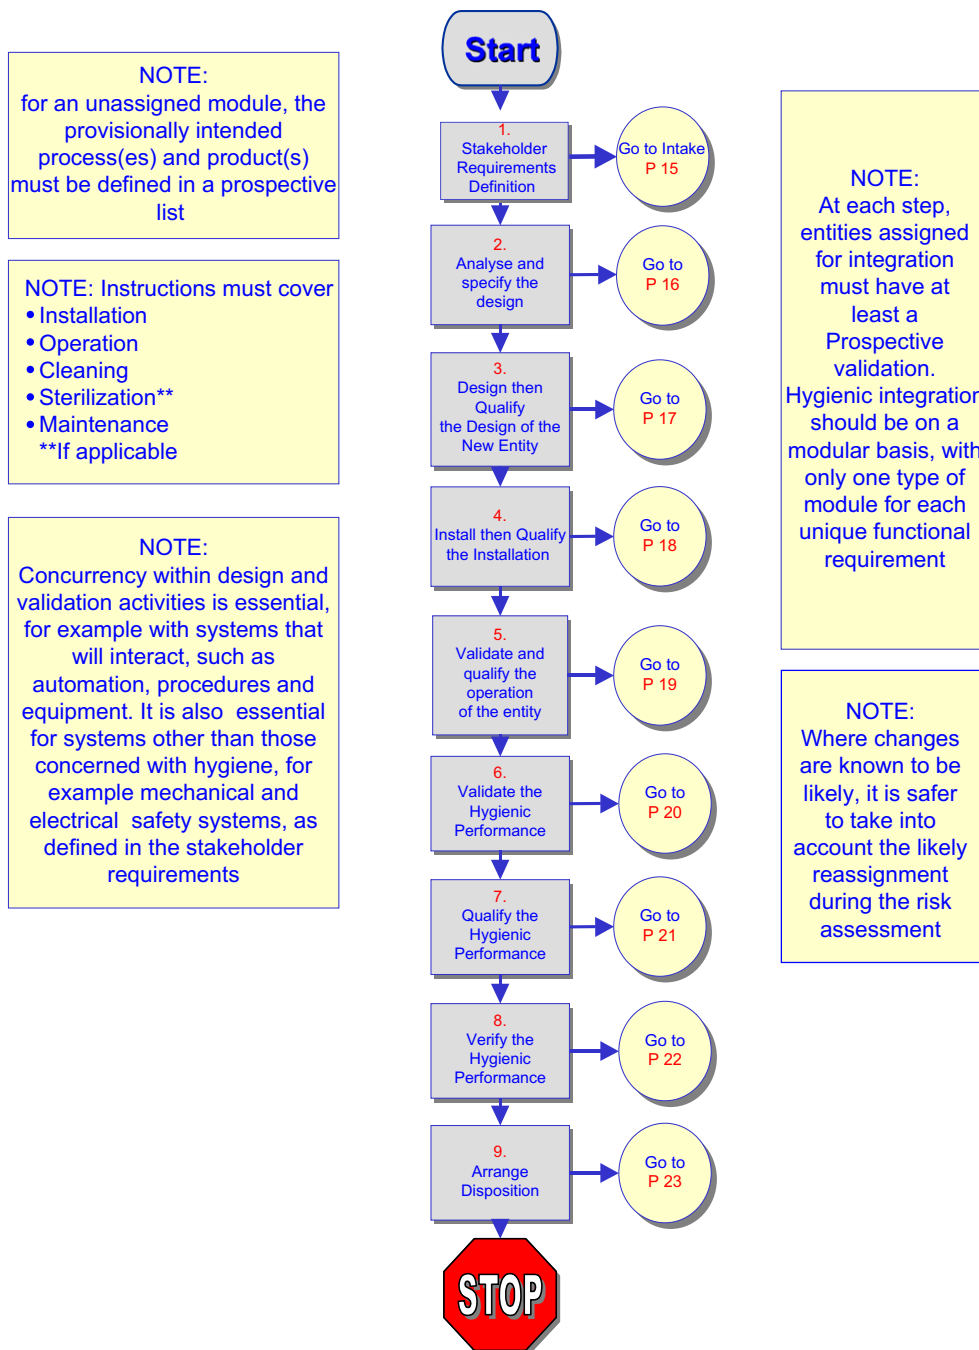 Start
NOTE:
for an unassigned module, the
provisionally intended
process(es) and product(s)
must be defined in a prospective
list
NOTE: Instructions must cover
• Installation
• Operation
• Cleaning
• Sterilization**
• Maintenance
**If applicable
NOTE:
Concurrency within design and
validation activities is essential,
for example with systems that
will interact, such as
automation, procedures and
equipment. It is also essential
for systems other than those
concerned with hygiene, for
example mechanical and
electrical safety systems, as
defined in the stakeholder
requirements
1.
Stakeholder
Requirements
Definition
Go to Intake
P 15
2.
Analyse and
specify the
design
Go to
P 16
3.
Design then
Qualify
the Design of the
New Entity
Go to
P 17
4.
Install then Qualify
the Installation
Go to
P 18
5.
Validate and
qualify the
operation
of the entity
Go to
P 19
6.
Validate the
Hygienic
Performance
Go to
P 20
7.
Qualify the
Hygienic
Performance
Go to
P 21
8.
Verify the
Hygienic
Performance
Go to
P 22
9.
Arrange
Disposition
Go to
P 23
STOP
NOTE:
At each step,
entities assigned
for integration
must have at
least a
Prospective
validation.
Hygienic integration
should be on a
modular basis, with
only one type of
module for each
unique functional
requirement
NOTE:
Where changes
are known to be
likely, it is safer
to take into
account the likely
reassignment
during the risk
assessment